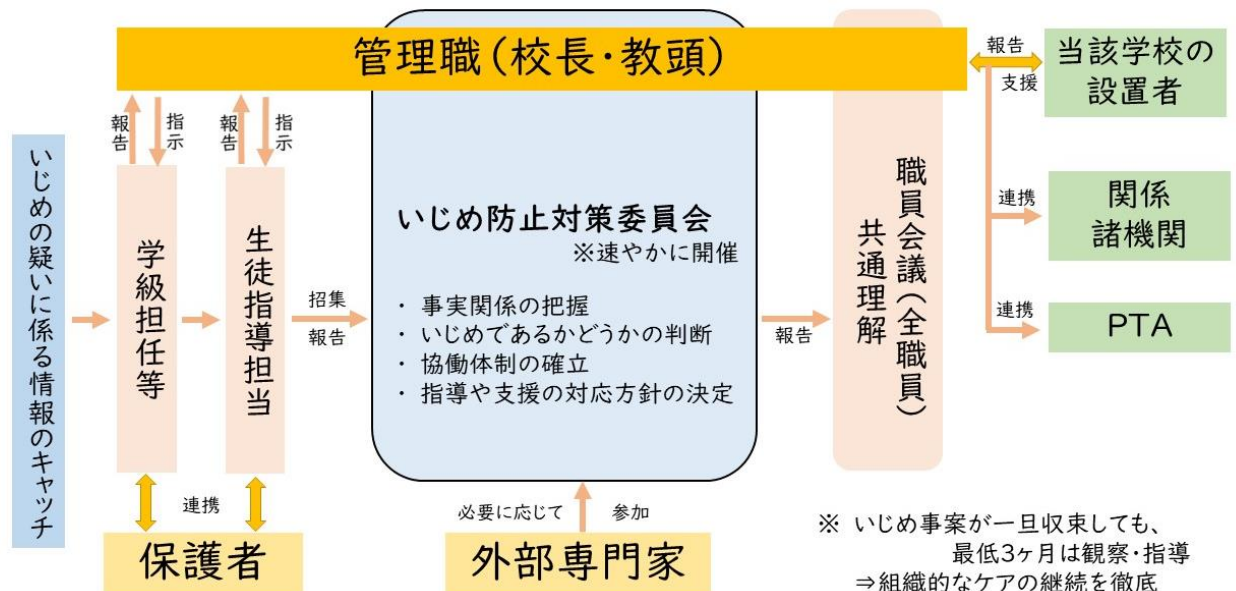 管理職（校長・教頭）
報告
支援
当該学校の
設置者
報告
指示
報告
指示
いじめの疑いに係る情報のキャッチ
学級担任等
生徒指導担当
招集
報告
いじめ防止対策委員会
※速やかに開催
・ 事実関係の把握
・ いじめであるかどうかの判断
・ 協働体制の確立
・ 指導や支援の対応方針の決定
報告
職員会議（全職員）
共通理解
連携
関係
諸機関
連携
PTA
連携
保護者
必要に応じて
参加
外部専門家
※ いじめ事案が一旦収束しても、
最低3ヶ月は観察・指導
⇒組織的なケアの継続を徹底